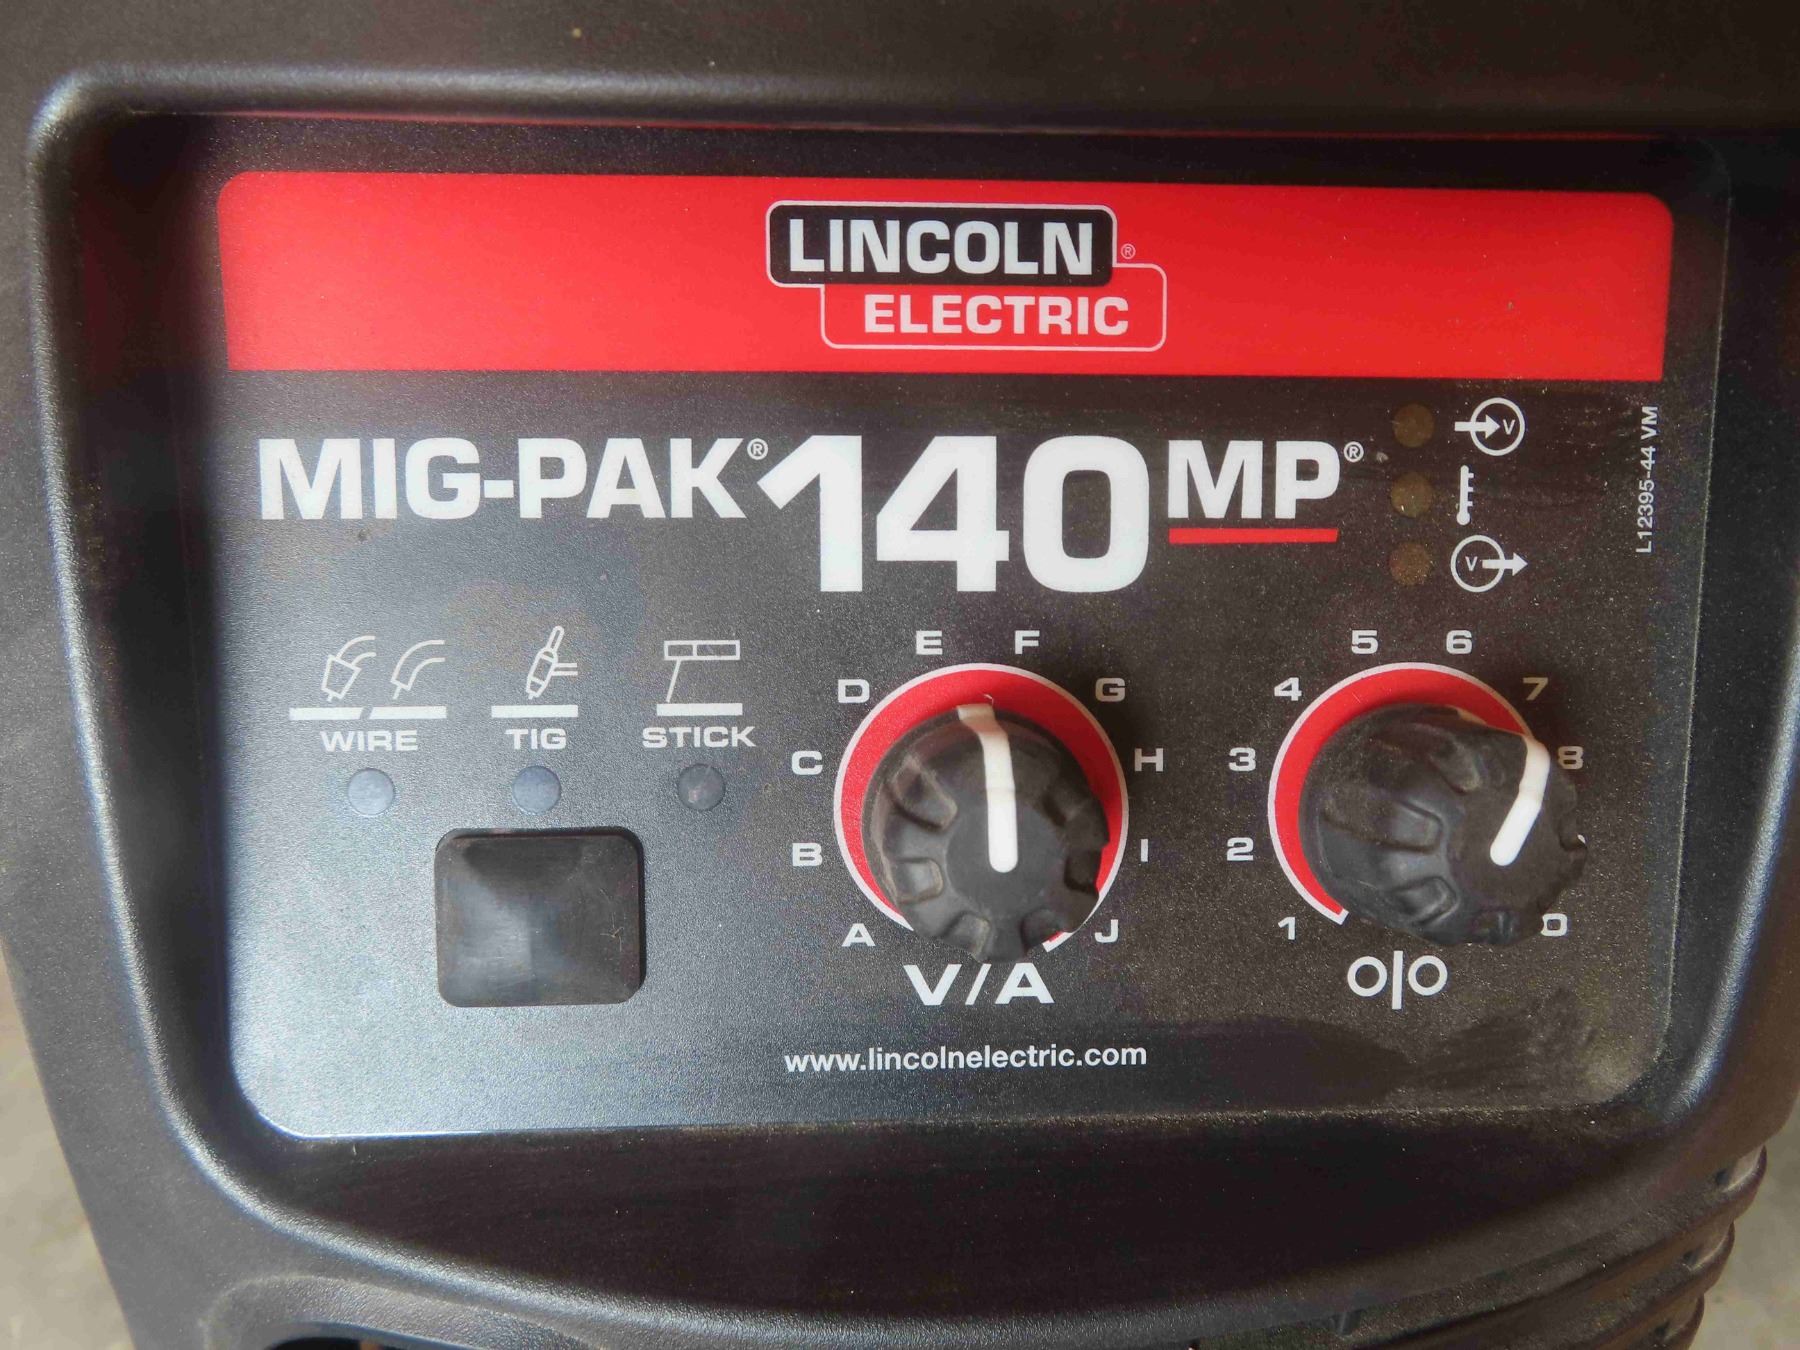 LINCOLN®
ELECTRIC
MIG-PAK® 140 MP®
V
V
L12395-44 VM
WIRE
TIG
STICK
A B C D E F G H I J
V/A
1 2 3 4 5 6 7 8 0
o|o
www.lincolnelectric.com